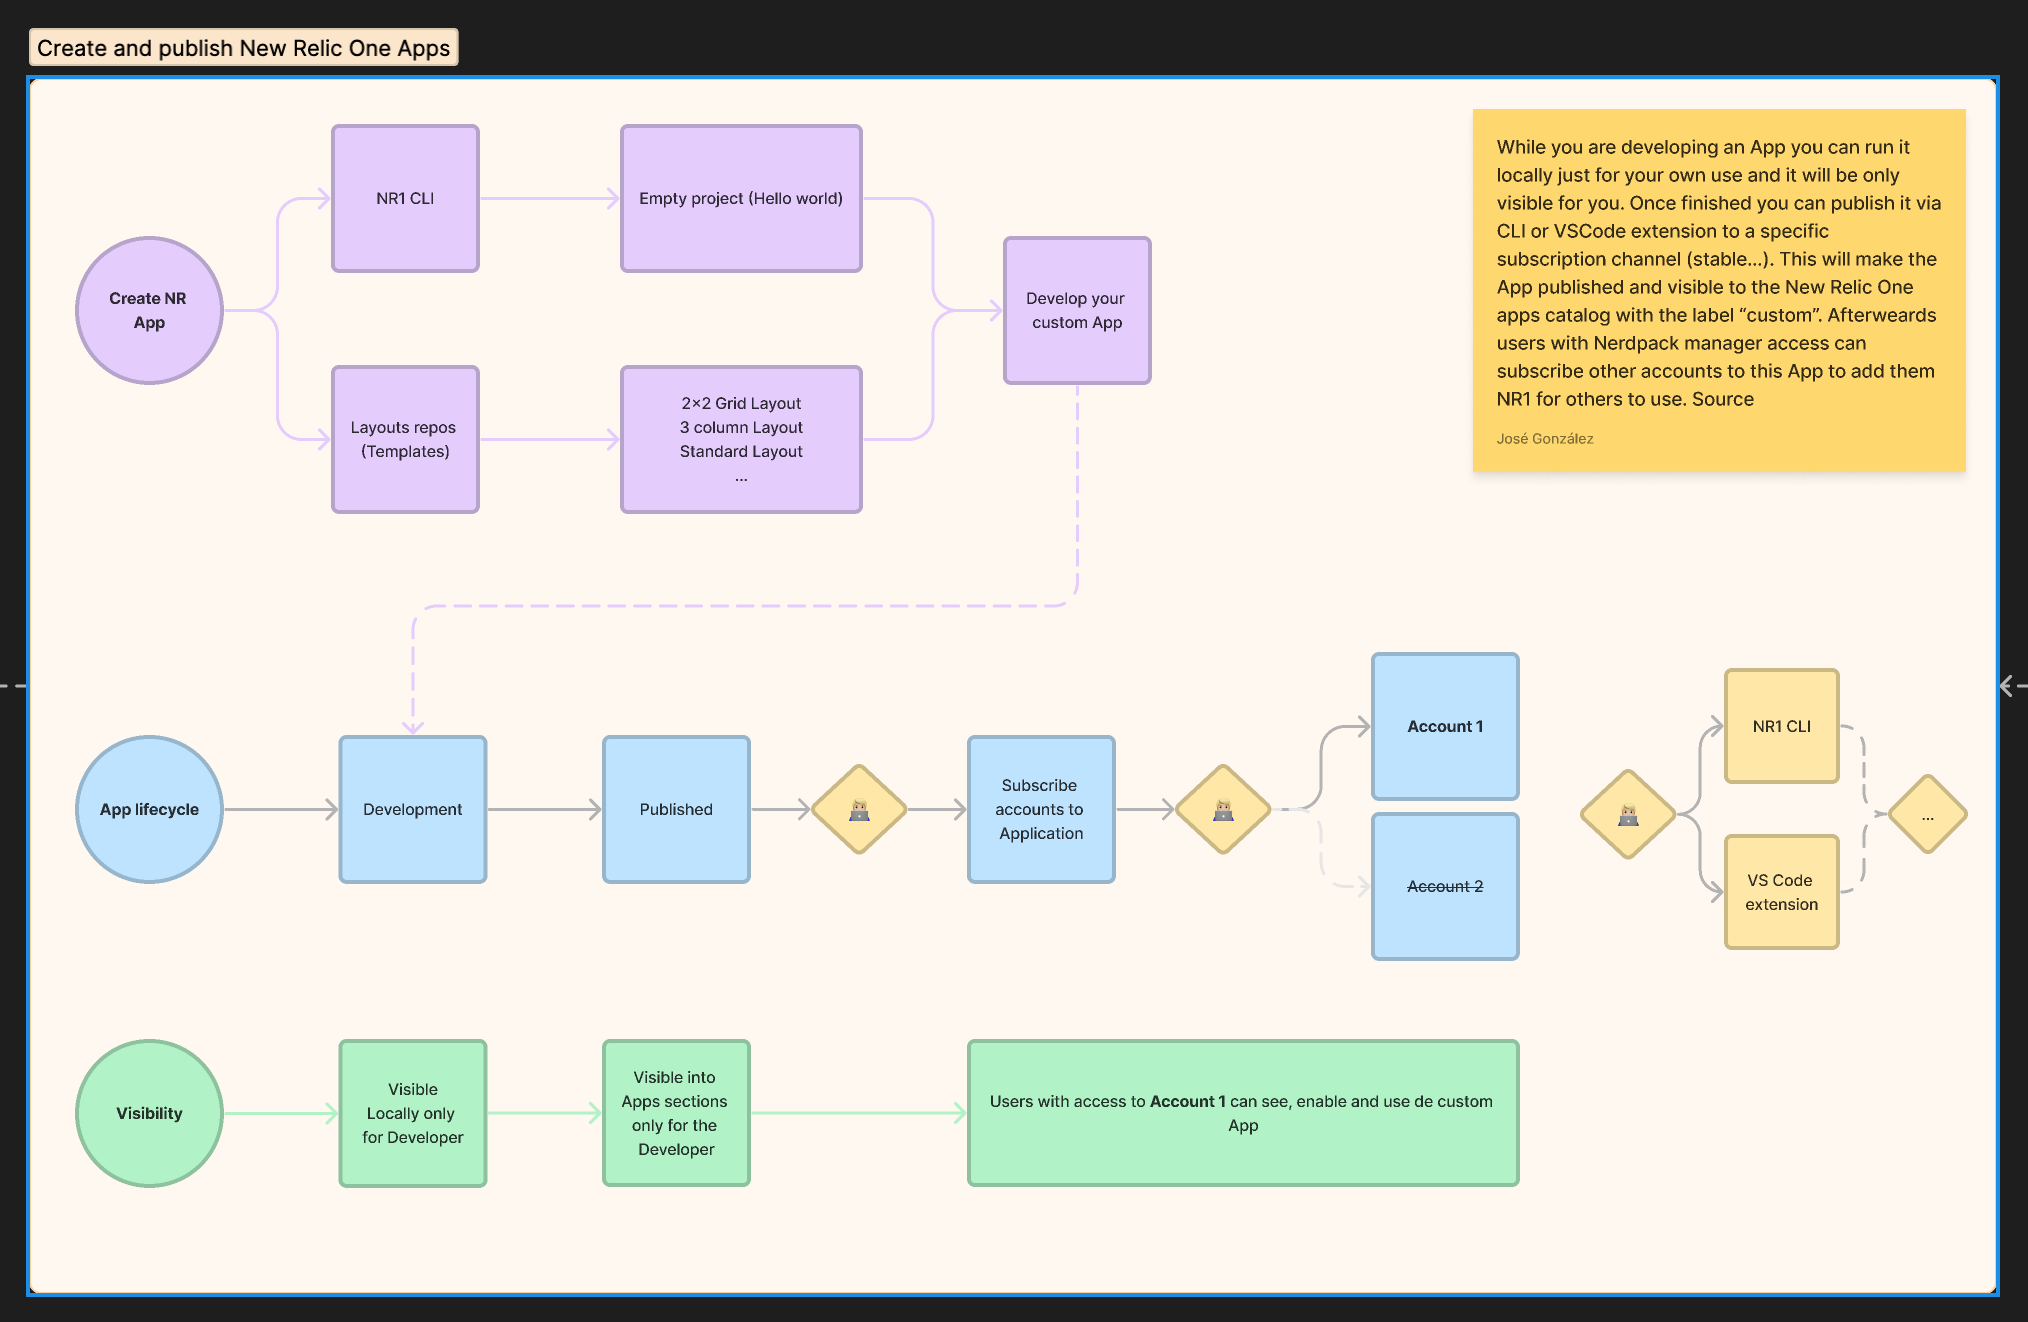 Create and publish New Relic One Apps
NR1 CLI
Empty project (Hello world)
Create NR
App
Layouts repos
(Templates)
2x2 Grid Layout
3 column Layout
Standard Layout
...
Develop your
custom App
While you are developing an App you can run it
locally just for your own use and it will be only
visible for you. Once finished you can publish it via
CLI or VSCode extension to a specific
subscription channel (stable...). This will make the
App published and visible to the New Relic One
apps catalog with the label “custom”. Afterweards
users with Nerdpack manager access can
subscribe other accounts to this App to add them
NR1 for others to use. Source
José González
App lifecycle
Development
Published
Subscribe
accounts to
Application
Account 1
Account 2
NR1 CLI
VS Code
extension
...
Visibility
Visible
Locally only
for Developer
Visible into
Apps sections
only for the
Developer
Users with access to Account 1 can see, enable and use de custom
App